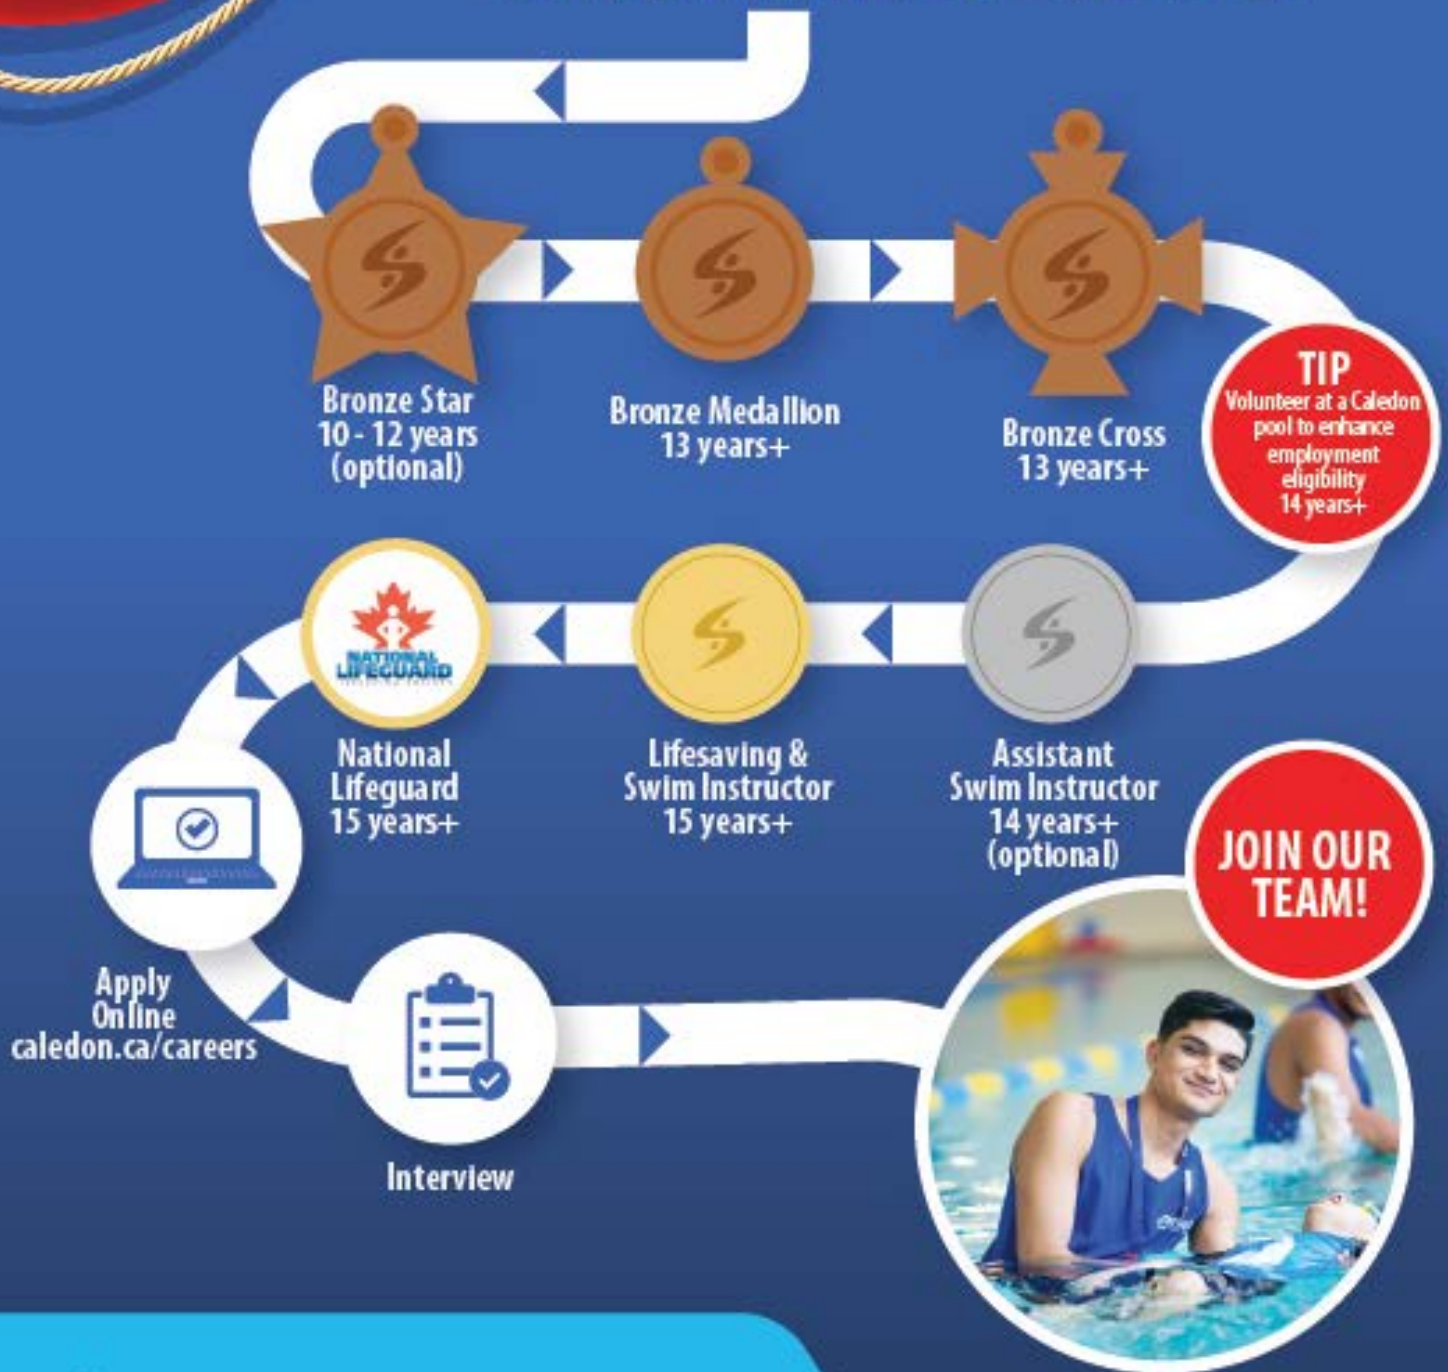 Bronze Star
10 - 12 years
(optional)
Bronze Medallion
13 years+
Bronze Cross
13 years+
TIP
Volunteer at a Caledon
pool to enhance
employment
eligibility
14 years+
NATIONAL
LIFEGUARD
National
Lifeguard
15 years+
Lifesaving &
Swim Instructor
15 years+
Assistant
Swim Instructor
14 years+
(optional)
JOIN OUR
TEAM!
Apply
Online
caledon.ca/careers
Interview